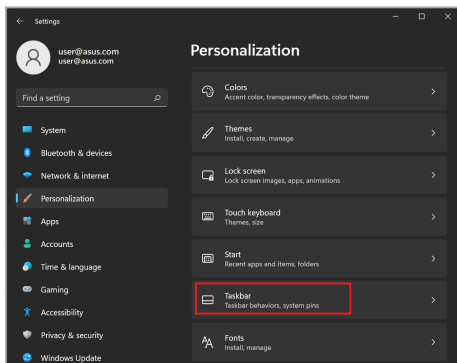 Settings
user@asus.com
user@asus.com
Find a setting
System
Bluetooth & devices
Network & internet
Personalization
Apps
Accounts
Time & language
Gaming
Accessibility
Privacy & security
Windows Update
Personalization
Colors
Accent color, transparency effects, color theme
Themes
Install, create, manage
Lock screen
Lock screen images, apps, animations
Touch keyboard
Themes, size
Start
Recent apps and items, folders
Taskbar
Taskbar behaviors, system pins
Fonts
Install, manage